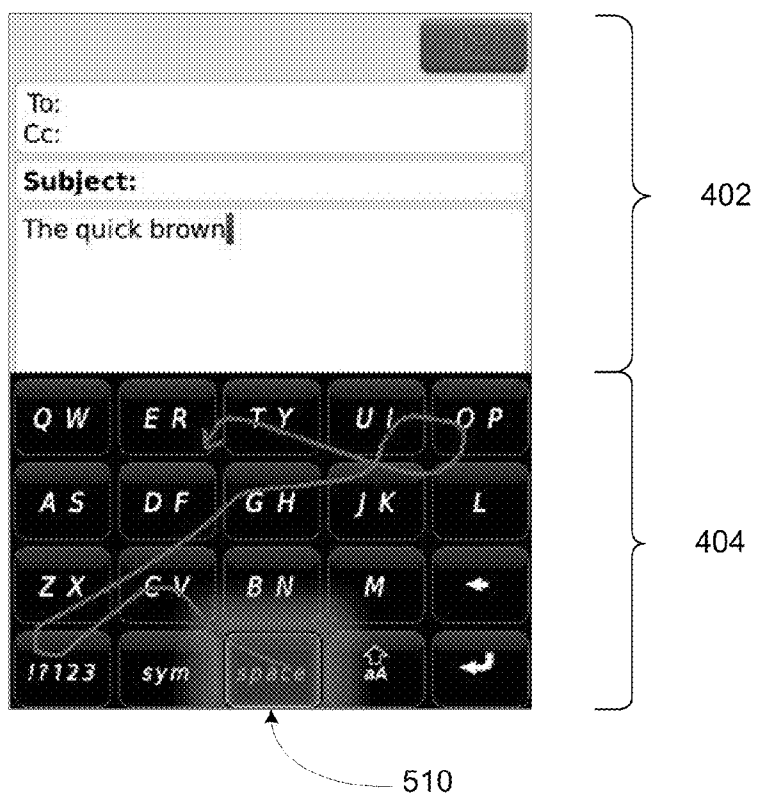 To:
Cc:
Subject:
The quick brown
402
Q W E R T Y U I O P
A S D F G H J K L
404
Z X C V B N M
!?123 sym space aA
510